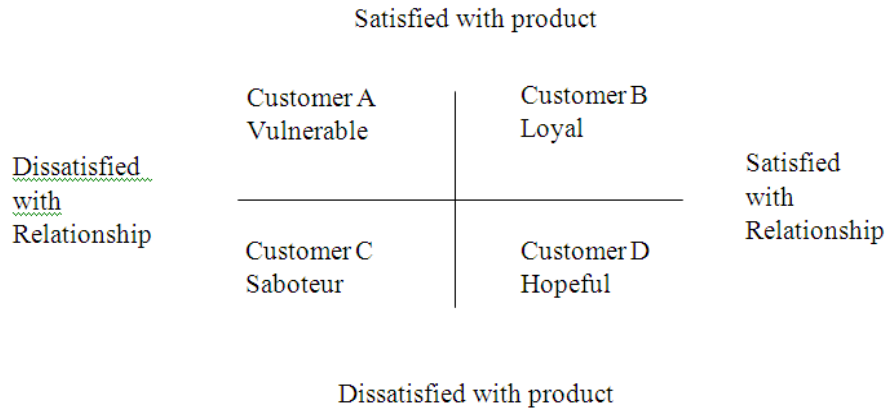 Satisfied with product
Customer A
Vulnerable
Customer B
Loyal
Dissatisfied
with
Relationship
Satisfied
with
Relationship
Customer C
Saboteur
Customer D
Hopeful
Dissatisfied with product